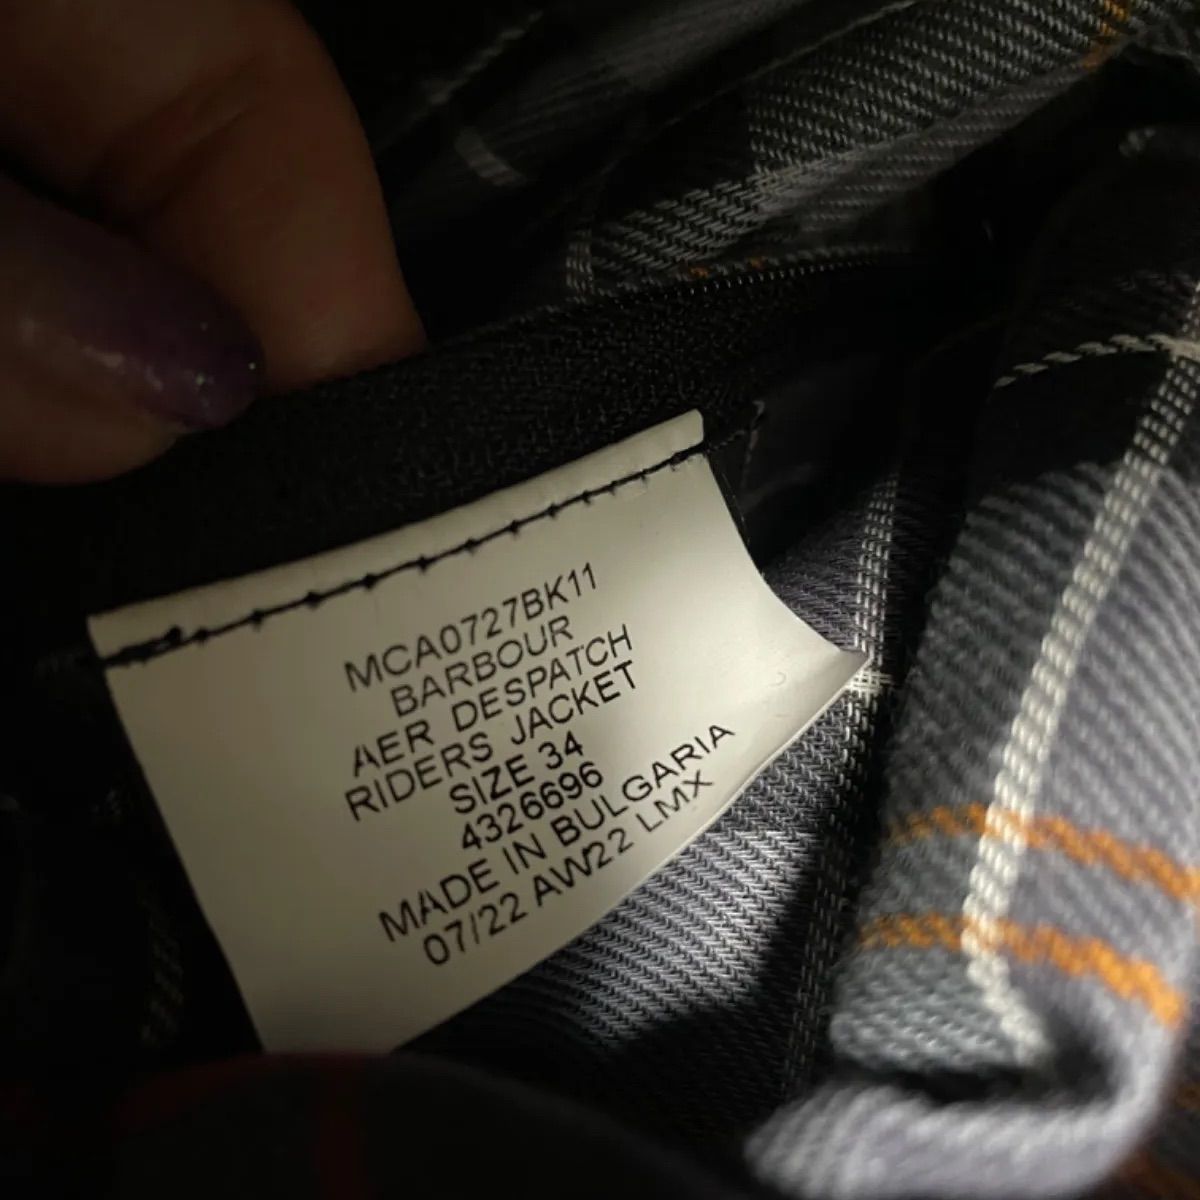 MCA0727BK11
BARBOUR
AER DESPATCH
RIDERS JACKET
SIZE 34
4326696
MADE IN BULGARIA
07/22 AW22 LMX